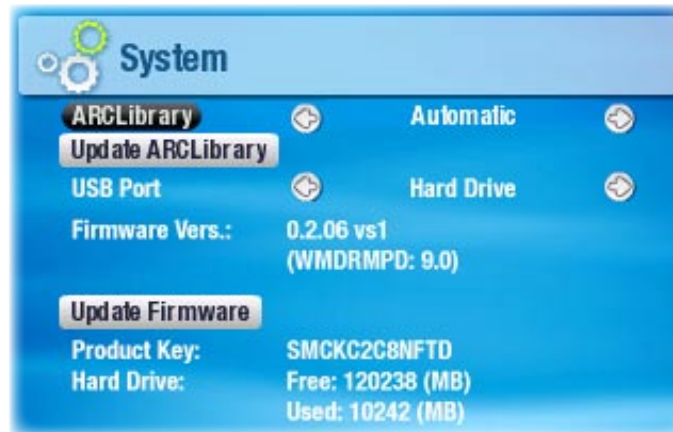 System
ARCLibrary Automatic
Update ARCLibrary
USB Port Hard Drive
Firmware Vers.: 0.2.06 vs1
(WMDRMPD: 9.0)
Update Firmware
Product Key: SMCKC2C8NFTD
Hard Drive: Free: 120238 (MB)
Used: 10242 (MB)